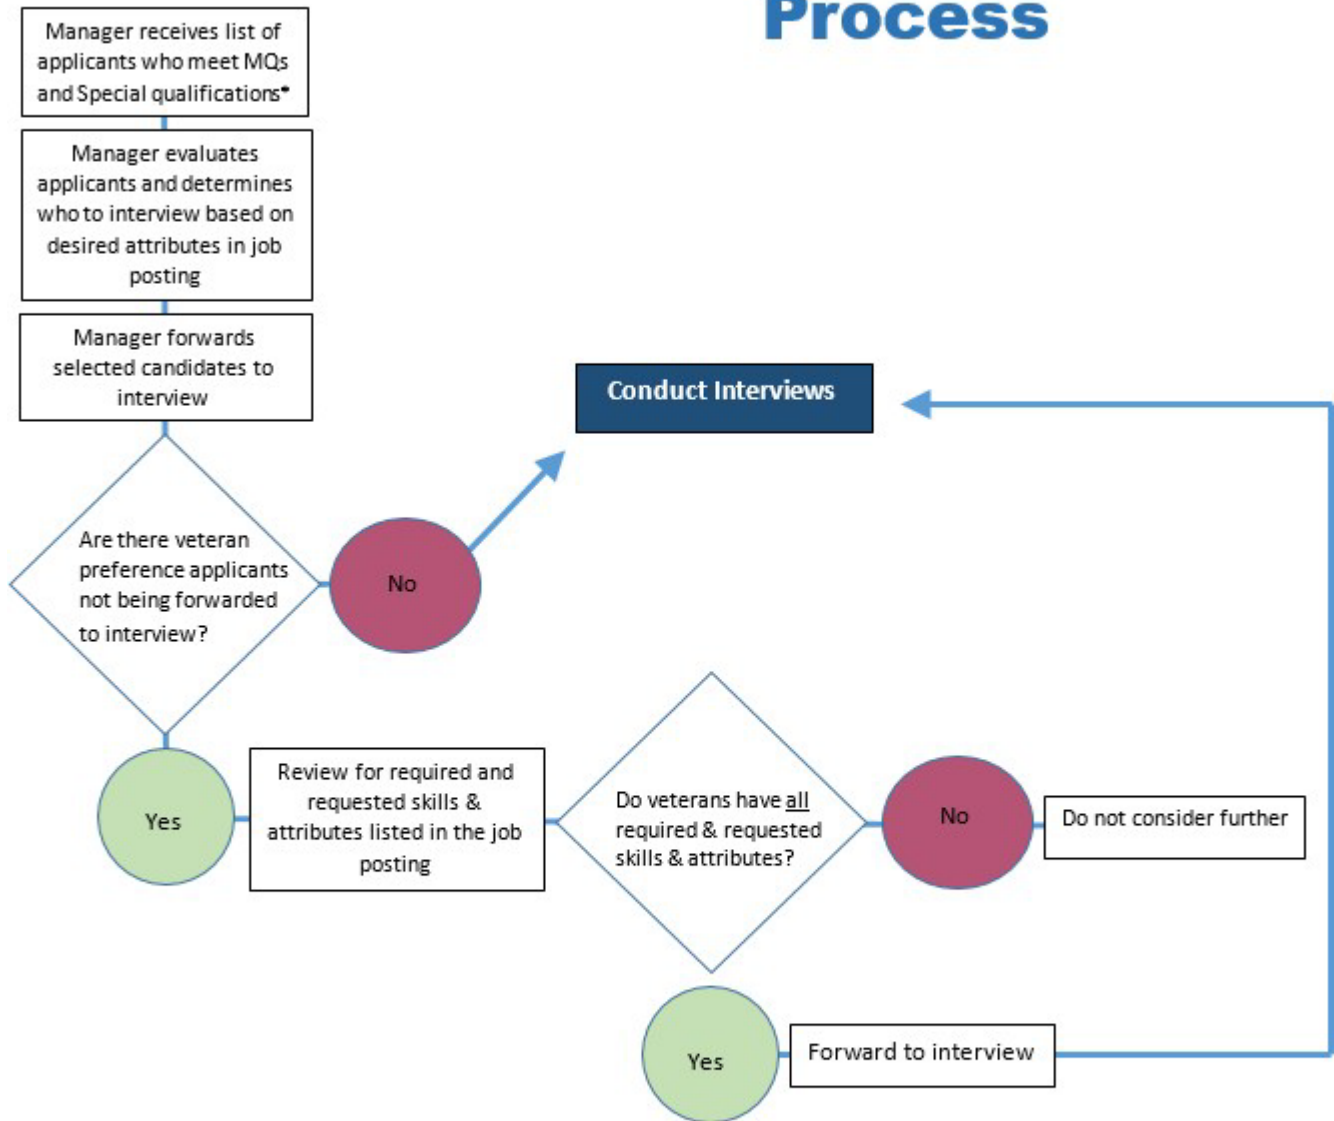 Process
Manager receives list of
applicants who meet MQs
and Special qualifications*
Manager evaluates
applicants and determines
who to interview based on
desired attributes in job
posting
Manager forwards
selected candidates to
interview
Conduct Interviews
Are there veteran
preference applicants
not being forwarded
to interview?
No
Yes
Review for required and
requested skills &
attributes listed in the job
posting
Do veterans have all
required & requested
skills & attributes?
No
Do not consider further
Yes
Forward to interview